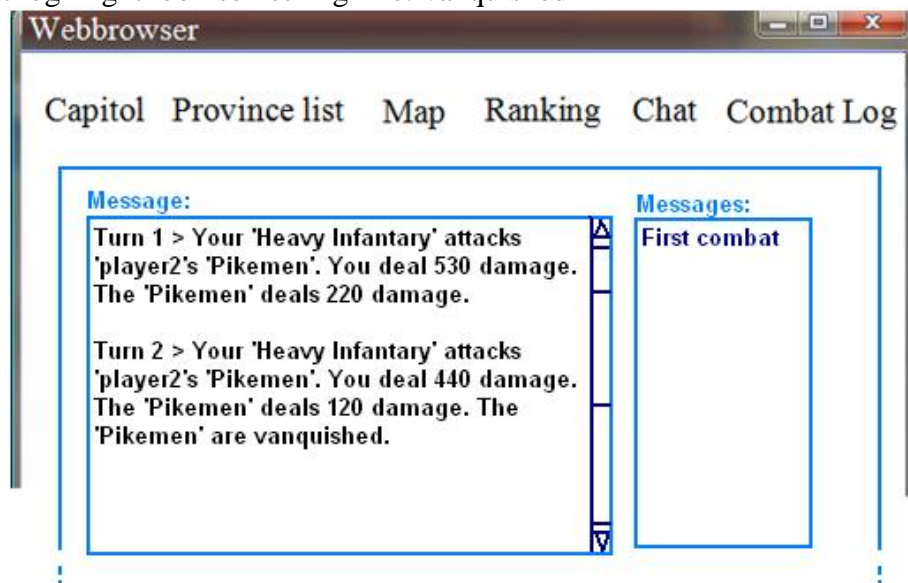 Webbrowser
Capitol Province list Map Ranking Chat Combat Log
Message:
Turn 1 > Your 'Heavy Infantary' attacks
'player2's 'Pikemen'. You deal 530 damage.
The 'Pikemen' deals 220 damage.
Turn 2 > Your 'Heavy Infantary' attacks
'player2's 'Pikemen'. You deal 440 damage.
The 'Pikemen' deals 120 damage. The
'Pikemen' are vanquished.
Messages:
First combat